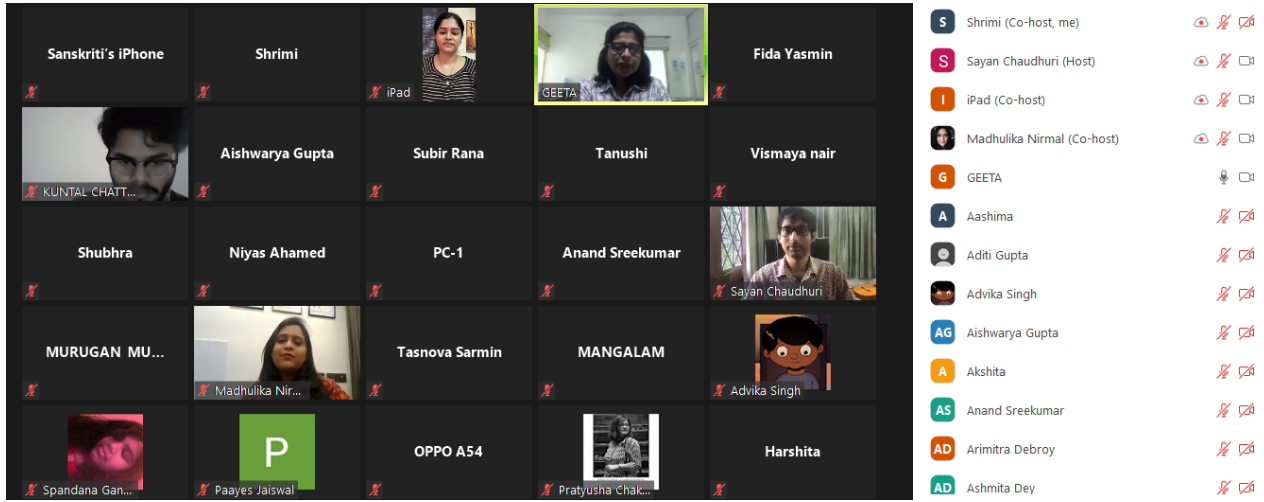 Sanskriti's iPhone
Shrimi
iPad
GEETA
Fida Yasmin
KUNTAL CHATT...
Aishwarya Gupta
Subir Rana
Tanushi
Vismaya nair
Shubhra
Niyas Ahamed
PC-1
Anand Sreekumar
Sayan Chaudhuri
MURUGAN MU...
Madhulika Nir...
Tasnova Sarmin
MANGALAM
Advika Singh
Spandana Gan...
P
Paayes Jaiswal
OPPO A54
Pratyusha Chak...
Harshita
S Shrimi (Co-host, me)
S Sayan Chaudhuri (Host)
I iPad (Co-host)
Madhulika Nirmal (Co-host)
G GEETA
A Aashima
Aditi Gupta
Advika Singh
AG Aishwarya Gupta
A Akshita
AS Anand Sreekumar
AD Arimitra Debroy
AD Ashmita Dey